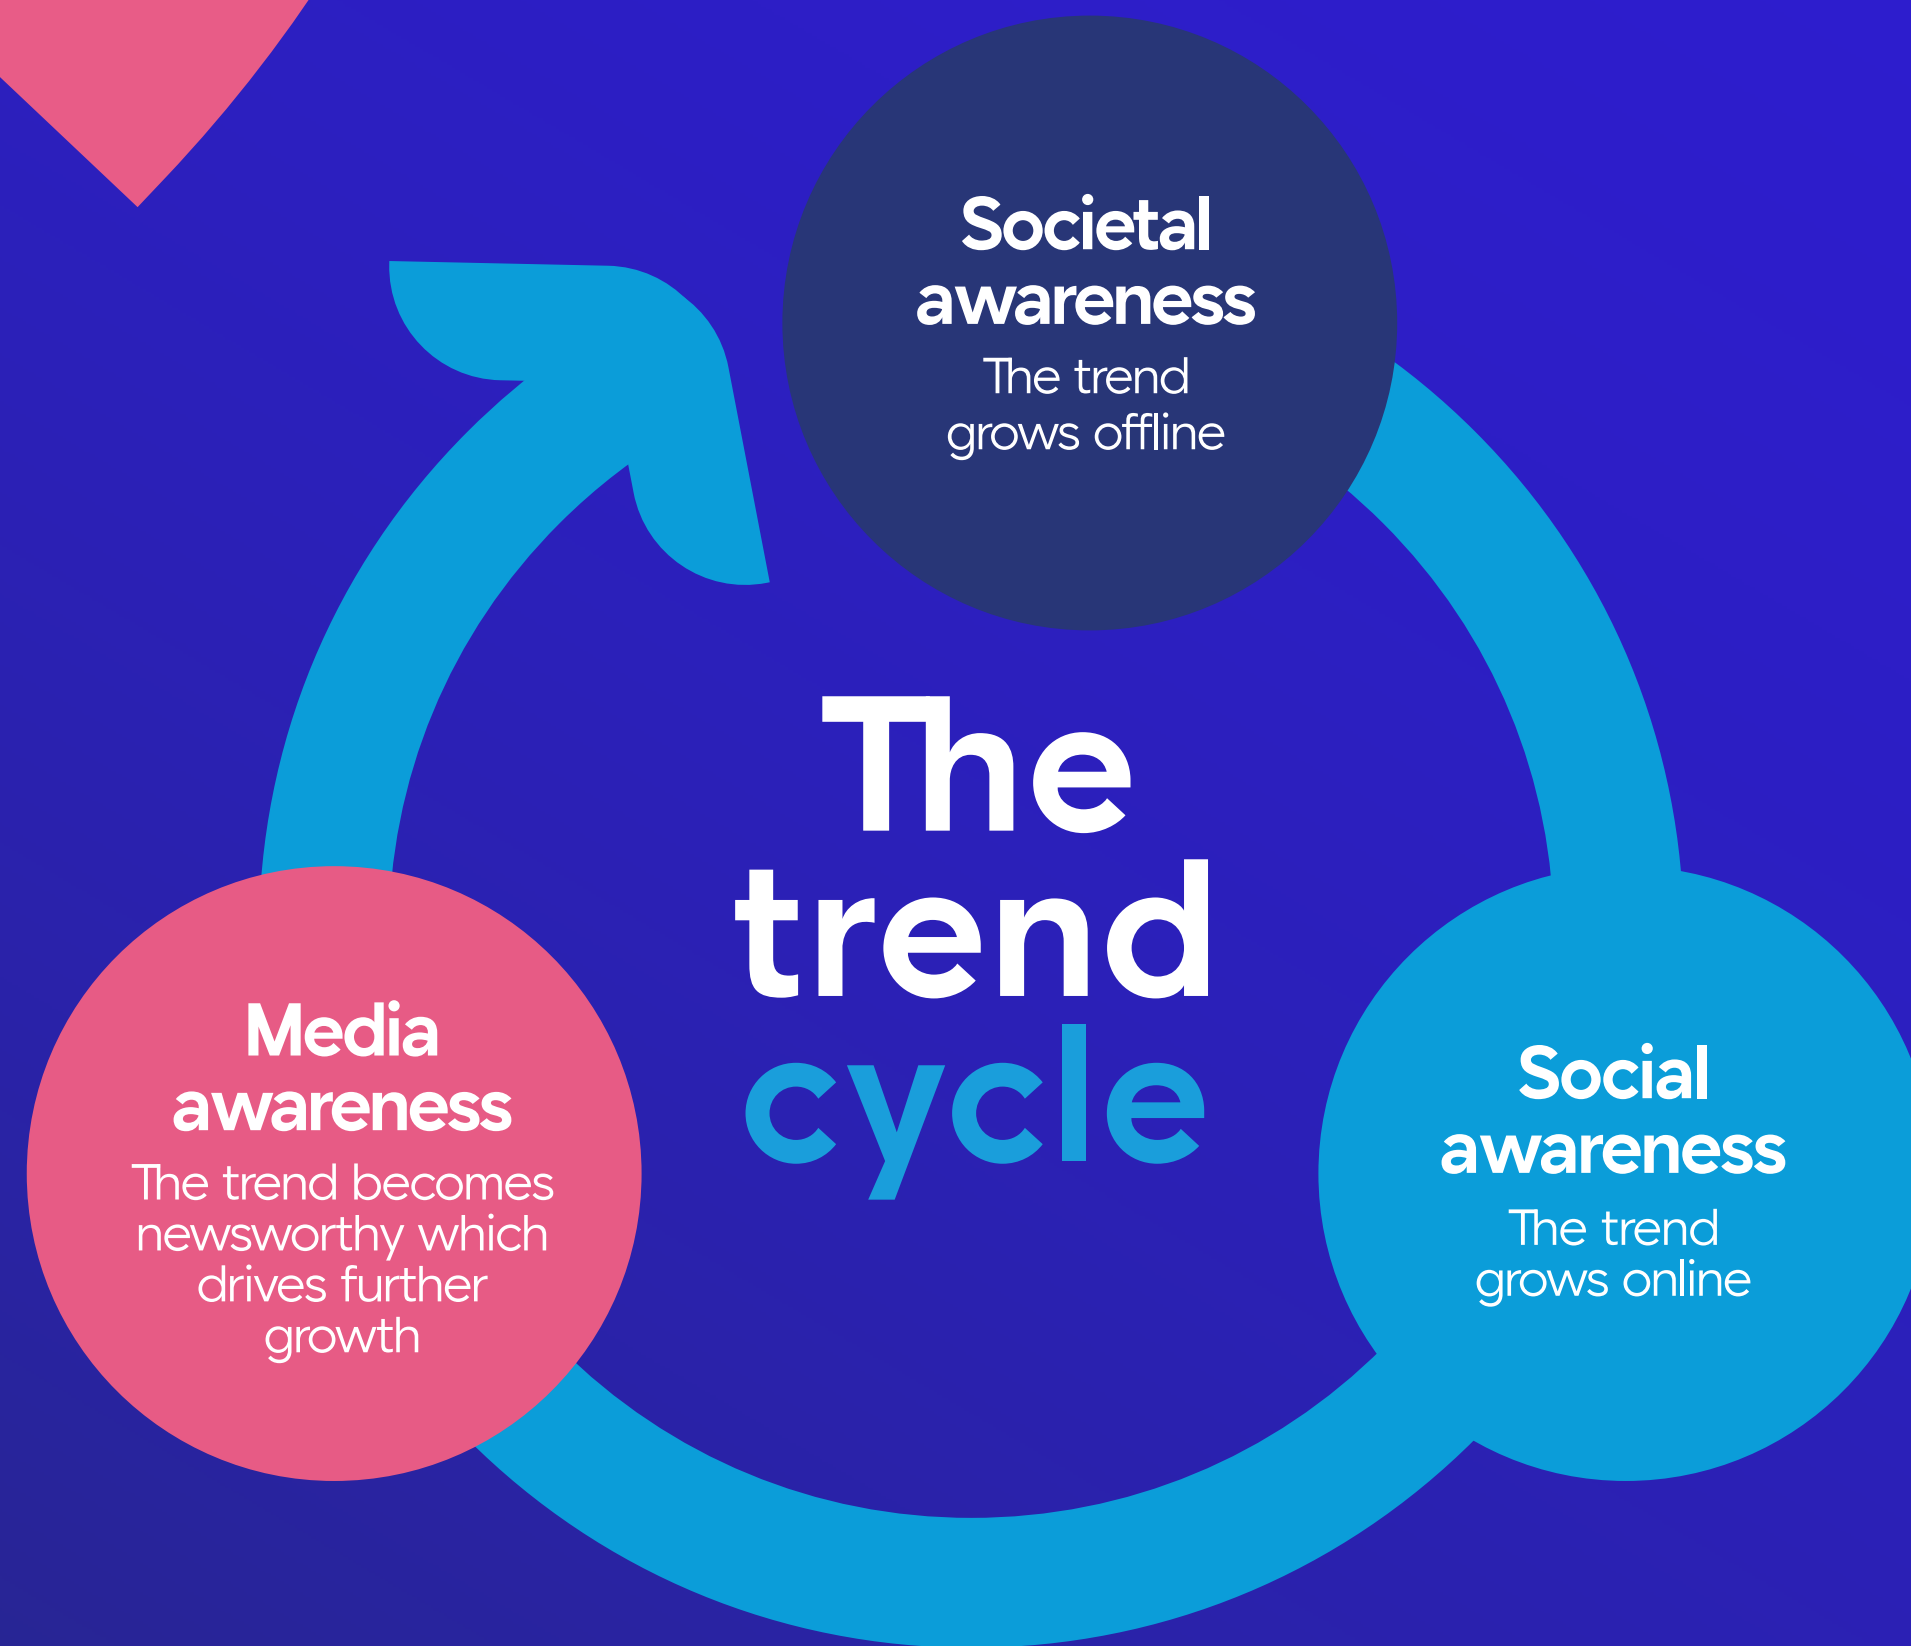 Societal
awareness
The trend
grows offline
The
trend
cycle
Media
awareness
The trend becomes
newsworthy which
drives further
growth
Social
awareness
The trend
grows online